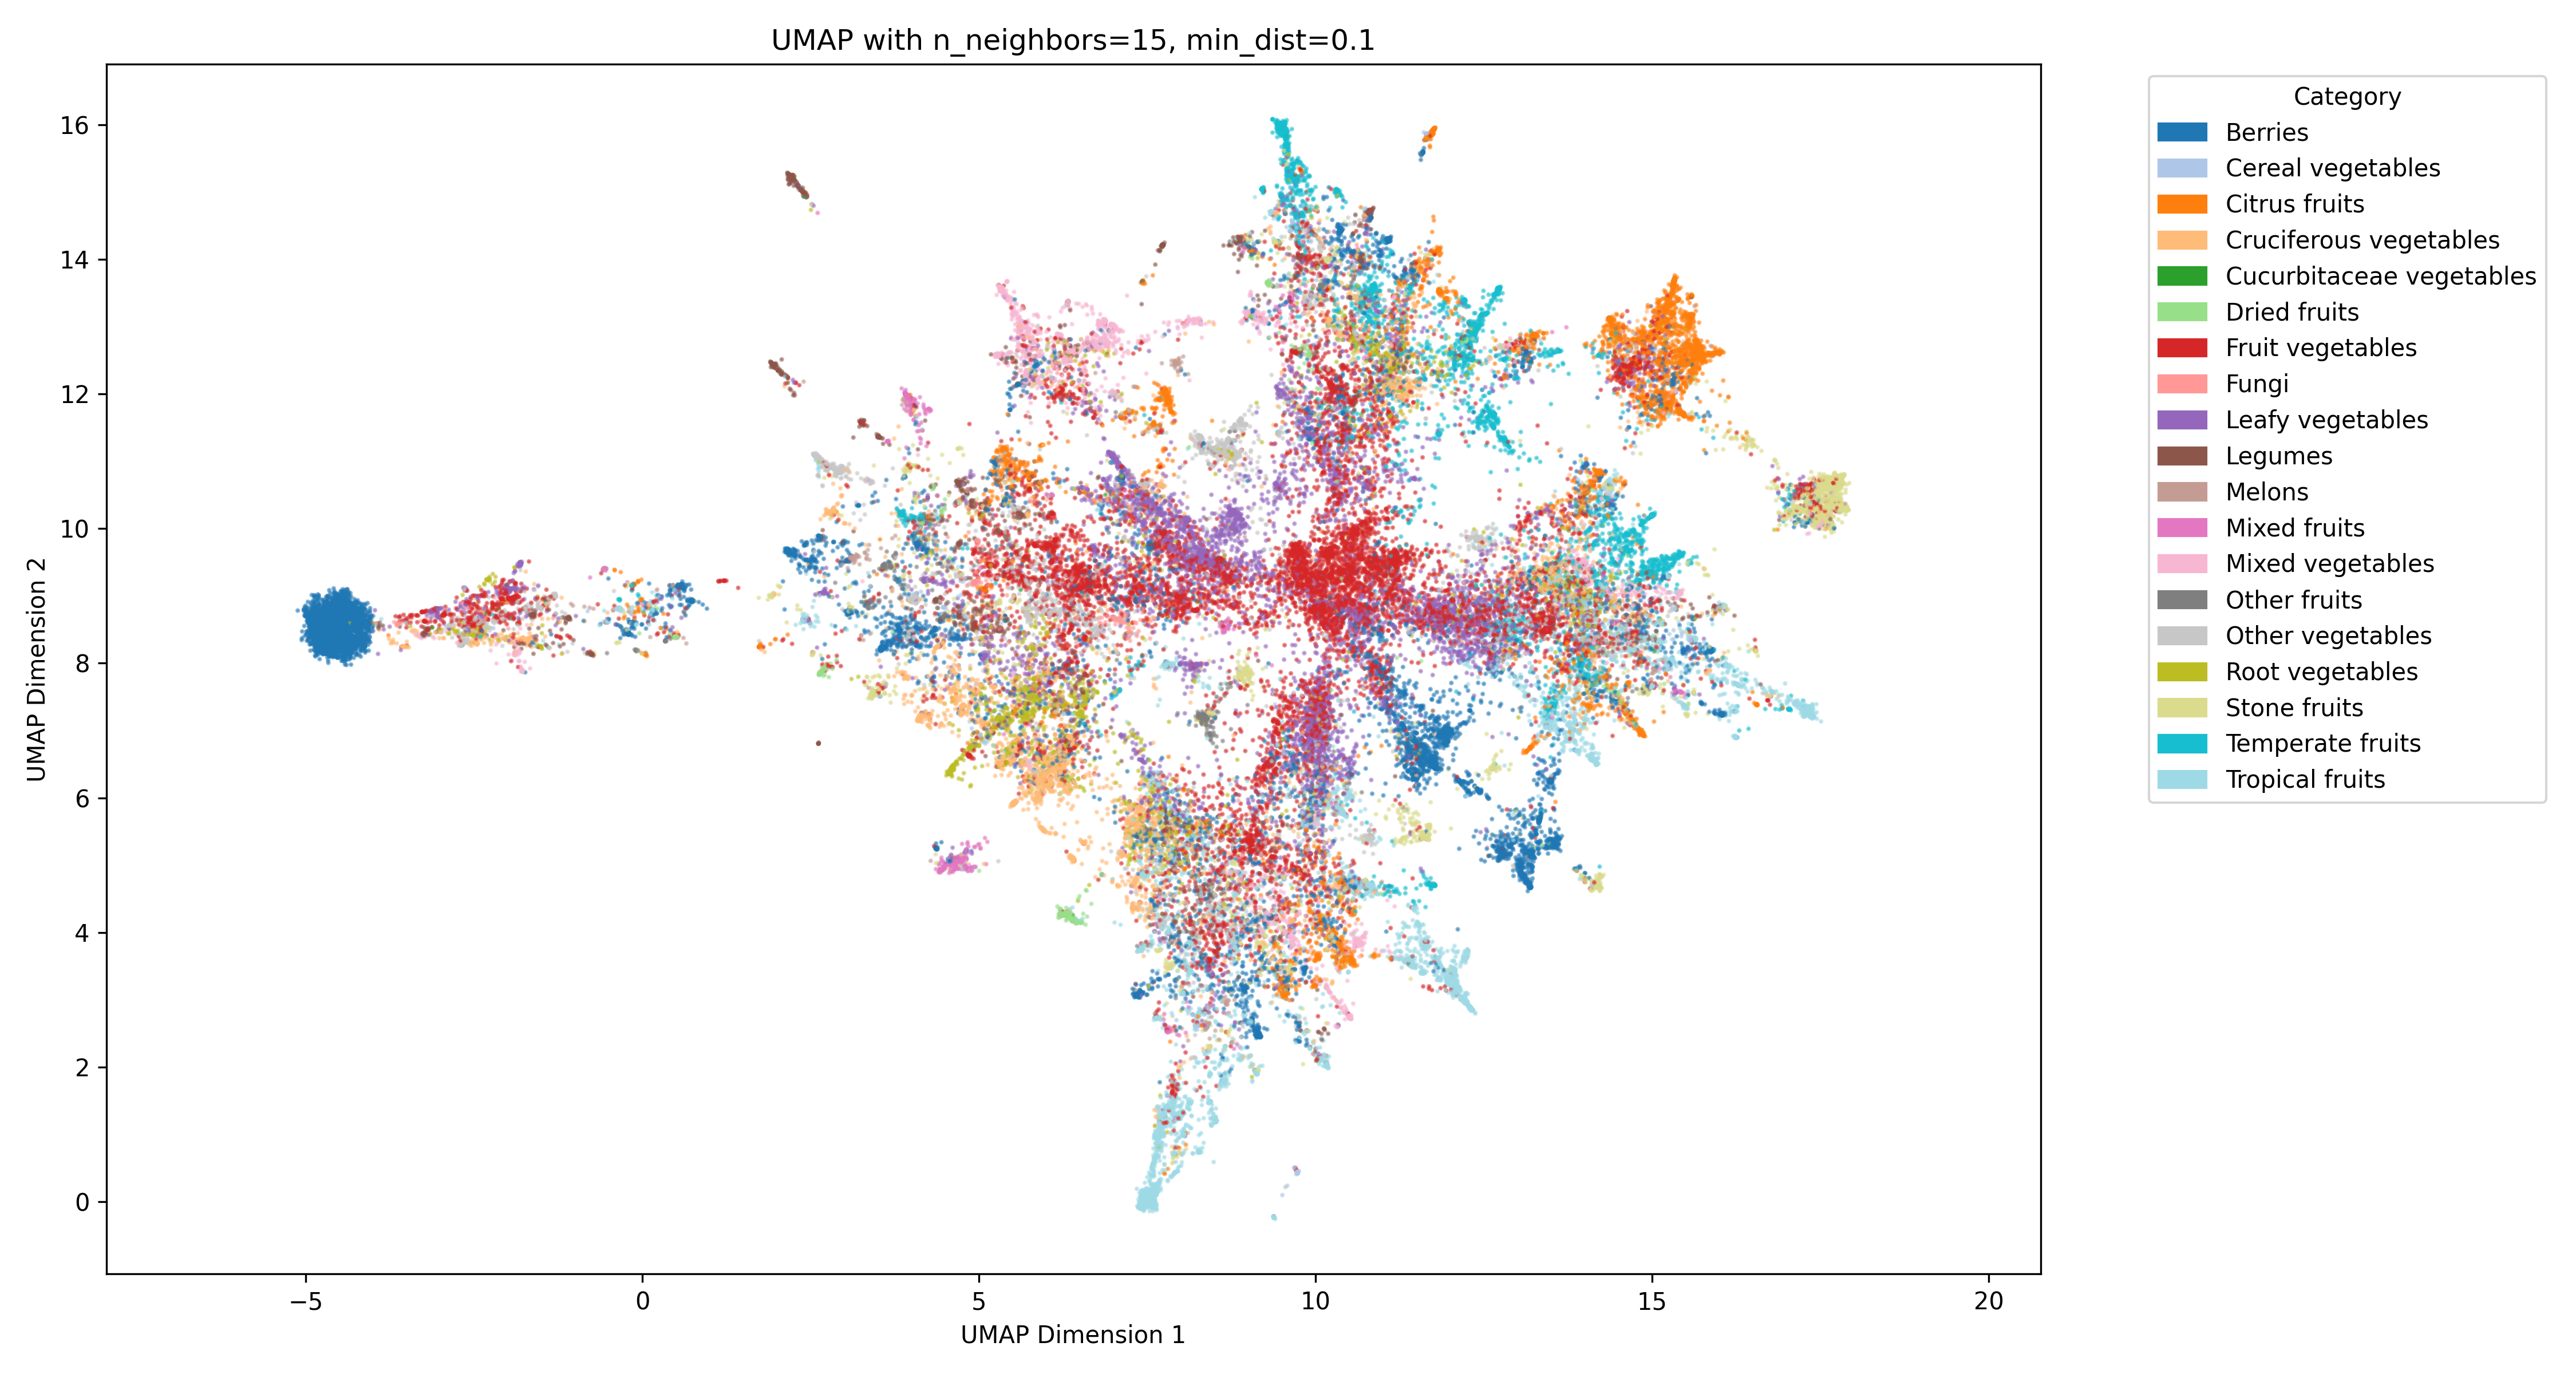 UMAP with n_neighbors=15, min_dist=0.1
16
14
12
10
8
6
4
2
0
UMAP Dimension 2
−5 0 5 10 15 20
UMAP Dimension 1
Category
Berries
Cereal vegetables
Citrus fruits
Cruciferous vegetables
Cucurbitaceae vegetables
Dried fruits
Fruit vegetables
Fungi
Leafy vegetables
Legumes
Melons
Mixed fruits
Mixed vegetables
Other fruits
Other vegetables
Root vegetables
Stone fruits
Temperate fruits
Tropical fruits